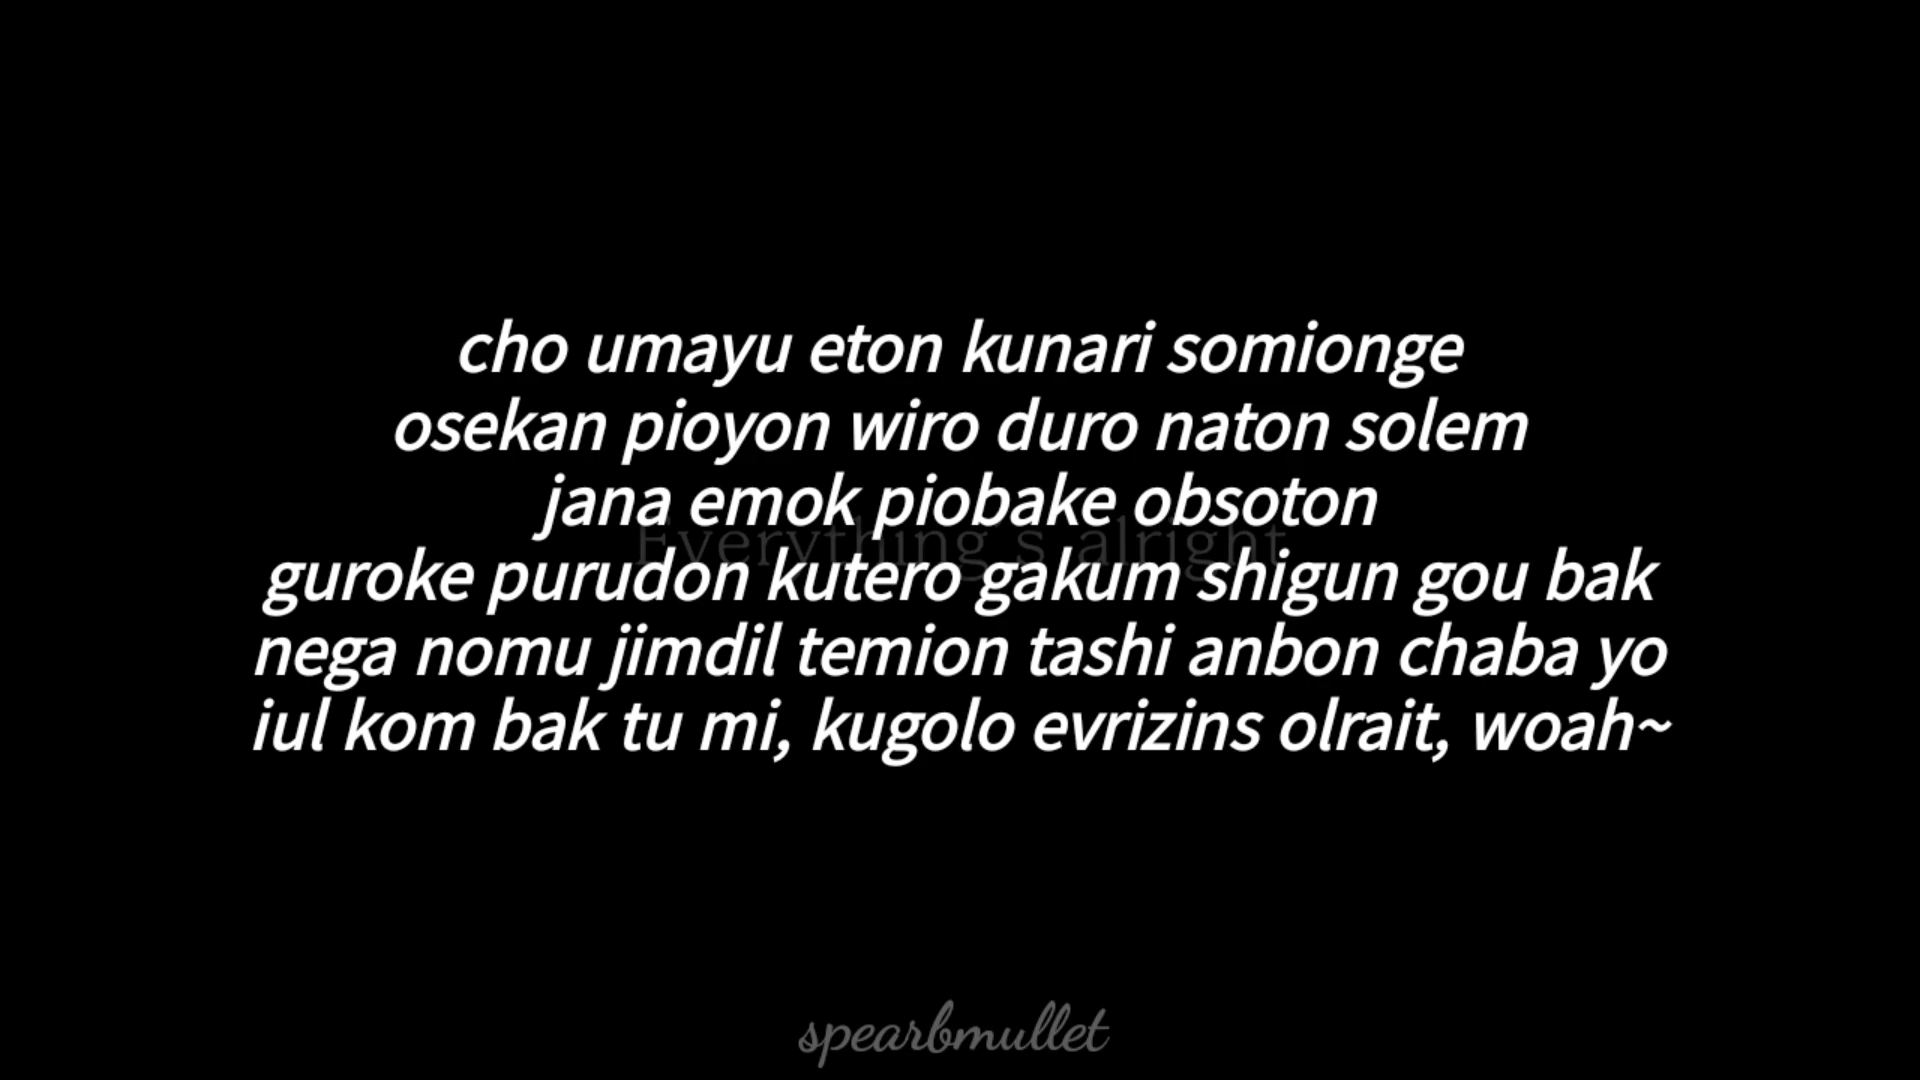 cho umayu eton kunari somionge
osekan pioyon wiro duro naton solem
jana emok piobake obsoton
Everything's alright
guroke purudon kutero gakum shigun gou bak
nega nomu jimdil temion tashi anbon chaba yo
iul kom bak tu mi, kugolo evrizins olrait, woah~
spearbmullet